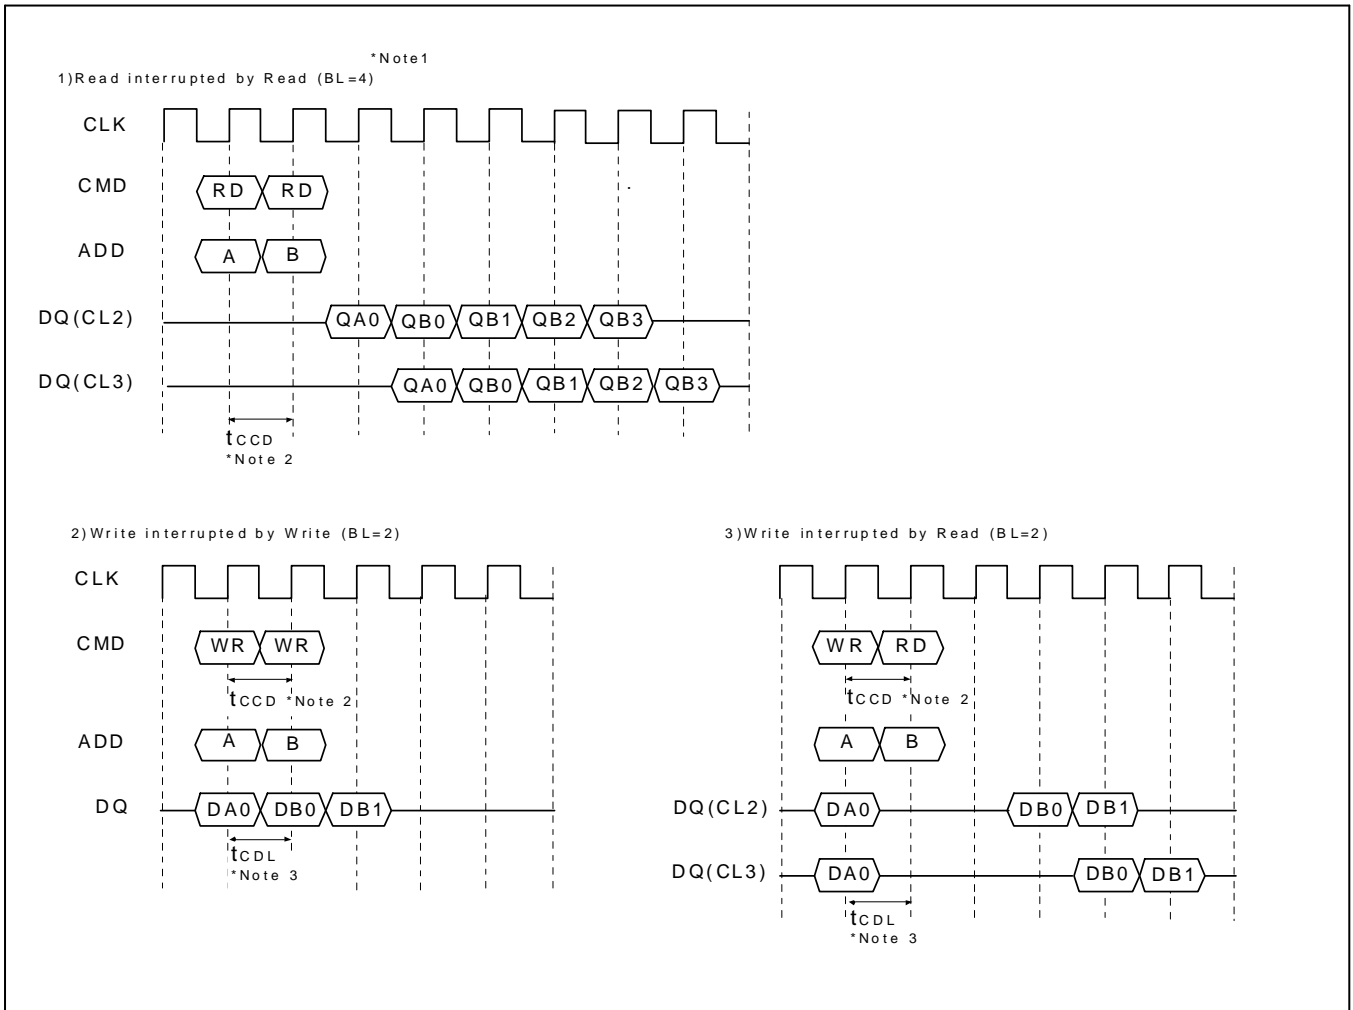 *Note1
1)Read interrupted by Read (BL=4)
CLK
CMD RD RD
ADD A B
DQ(CL2) QA0 QB0 QB1 QB2 QB3
DQ(CL3) QA0 QB0 QB1 QB2 QB3
tCCD
*Note 2
2)Write interrupted by Write (BL=2)
CLK
CMD WR WR
tCCD *Note 2
ADD A B
DQ DA0 DB0 DB1
tCDL
*Note 3
3)Write interrupted by Read (BL=2)
WR RD
tCCD *Note 2
A B
DQ(CL2) DA0 DB0 DB1
DQ(CL3) DA0 DB0 DB1
tCDL
*Note 3